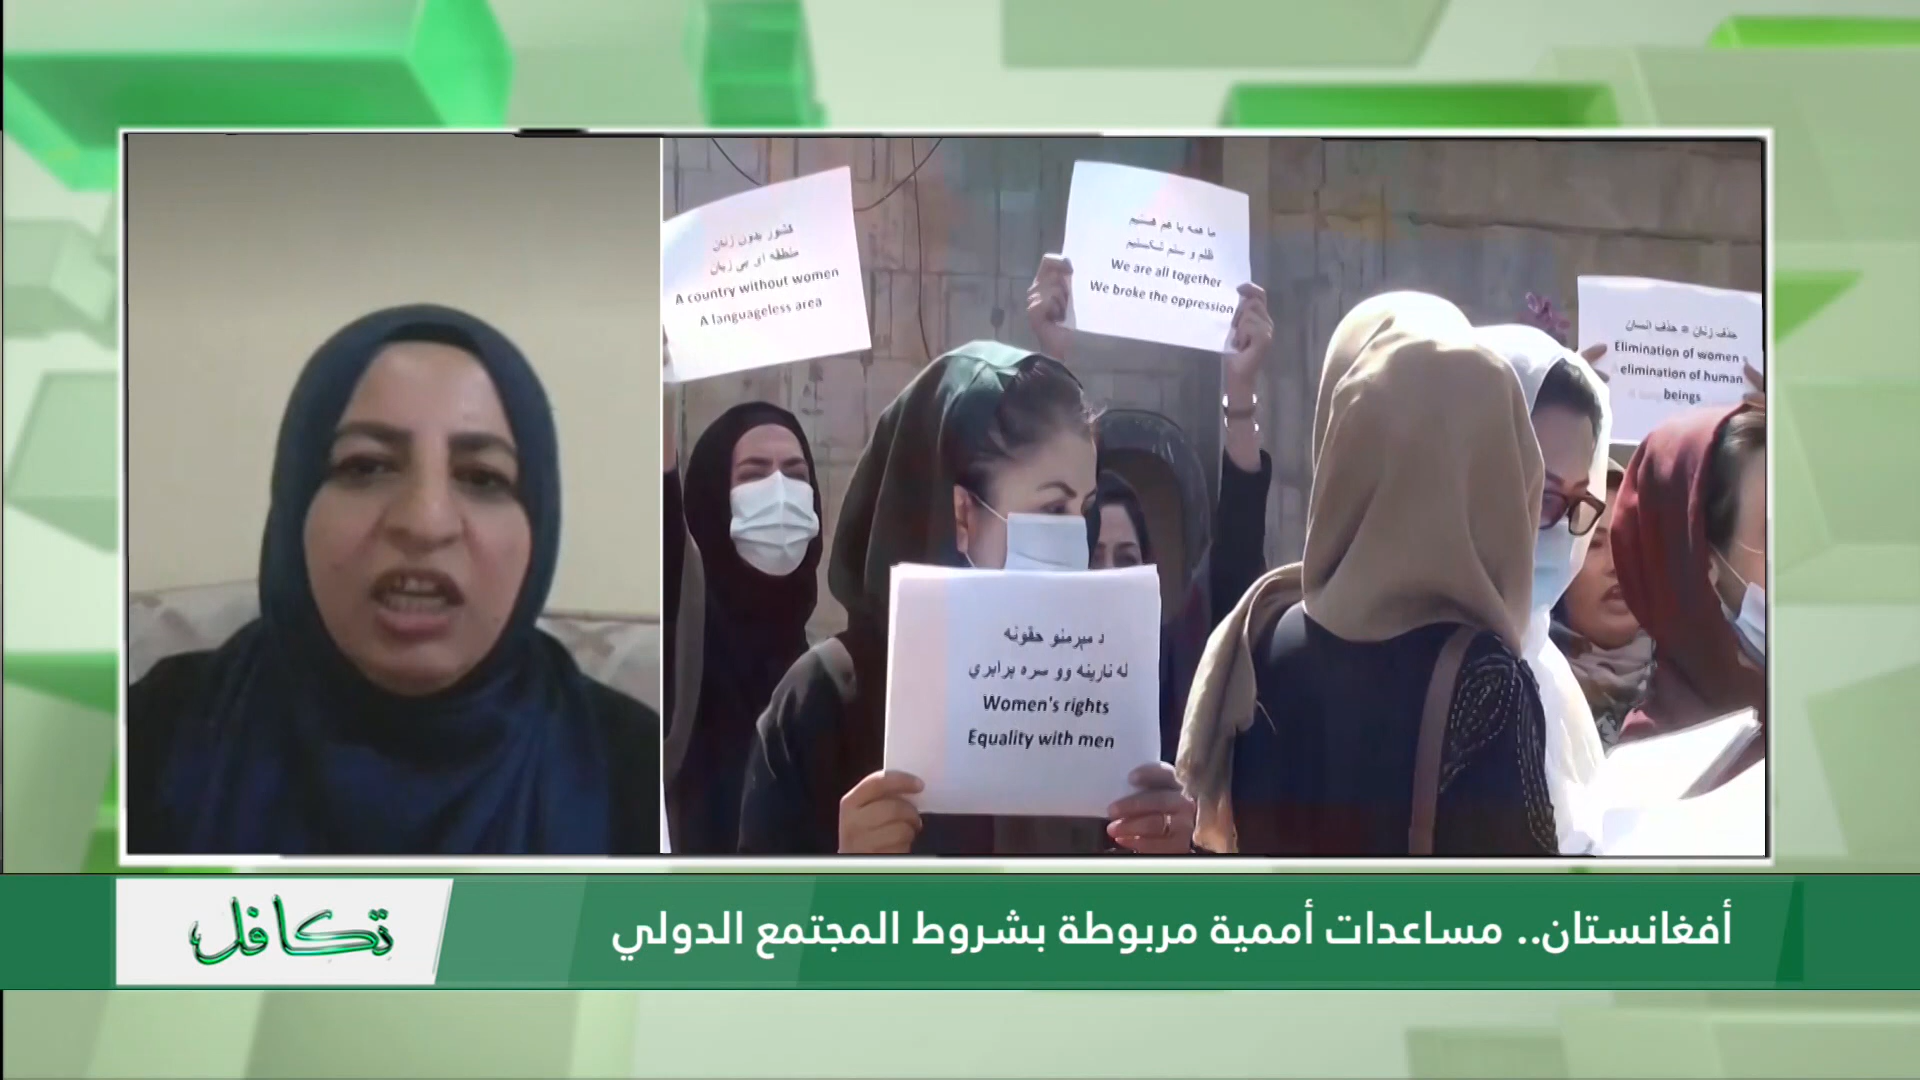 کشور بدون زنان
منطقه ای بی زبان
A country without women
A languageless area
ما همه با هم هستیم
ظلم و ستم شکستیم
We are all together
We broke the oppression
حذف زنان = حذف انسان
Elimination of women
elimination of human
beings
د میرمنو حقونه
له نارینه وو سره برابري
Women's rights
Equality with men
أفغانستان.. مساعدات أممية مربوطة بشروط المجتمع الدولي
تكافل